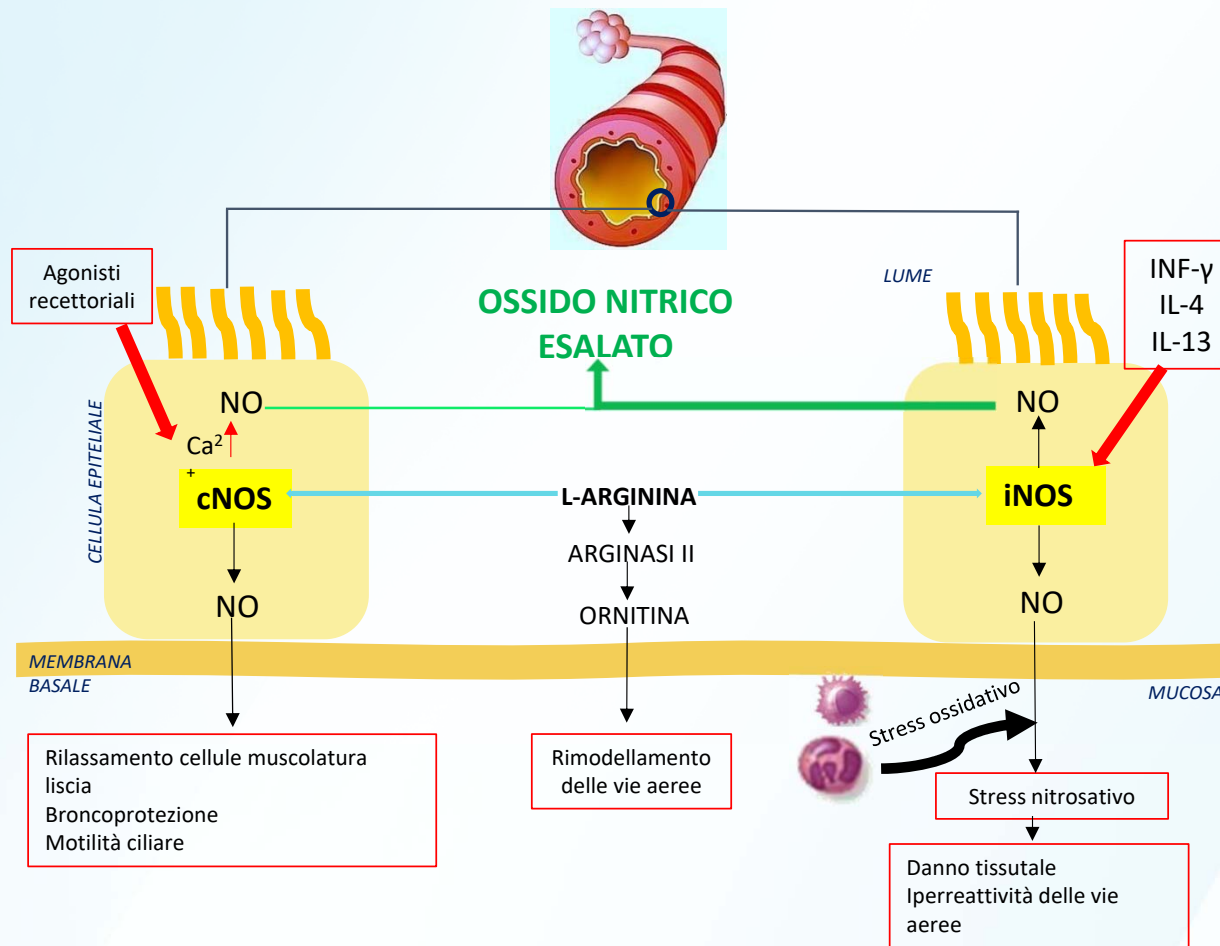 Agonisti
recettoriali
LUME
INF-γ
IL-4
IL-13
OSSIDO NITRICO
ESALATO
CELLULA EPITELIALE
NO
Ca2
+
cNOS
NO
L-ARGININA
ARGINASI II
ORNITINA
NO
iNOS
NO
MEMBRANA
BASALE
MUCOSA
Stress ossidativo
Rilassamento cellule muscolatura
liscia
Broncoprotezione
Motilità ciliare
Rimodellamento
delle vie aeree
Stress nitrosativo
Danno tissutale
Iperreattività delle vie
aeree